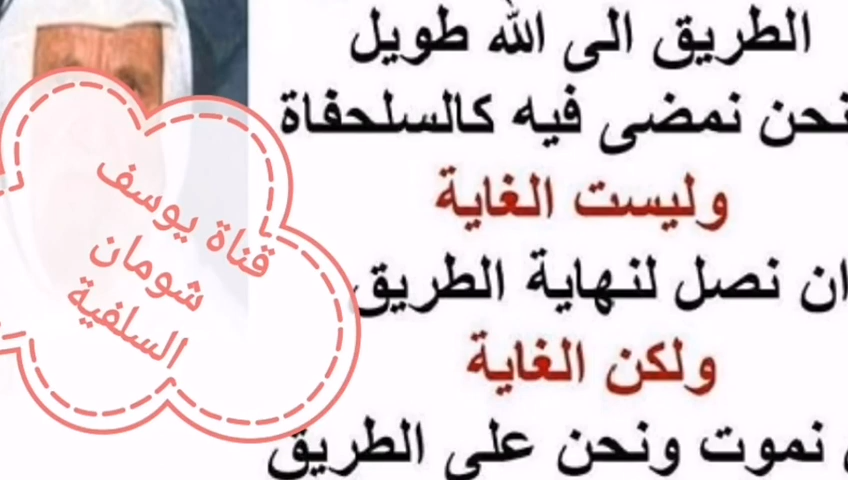 الطريق الى الله طويل
نحن نمضى فيه كالسلحفاة
وليست الغاية
ان نصل لنهاية الطريق
ولكن الغاية
نموت ونحن على الطريق
قناة يوسف
شومان
السلفية